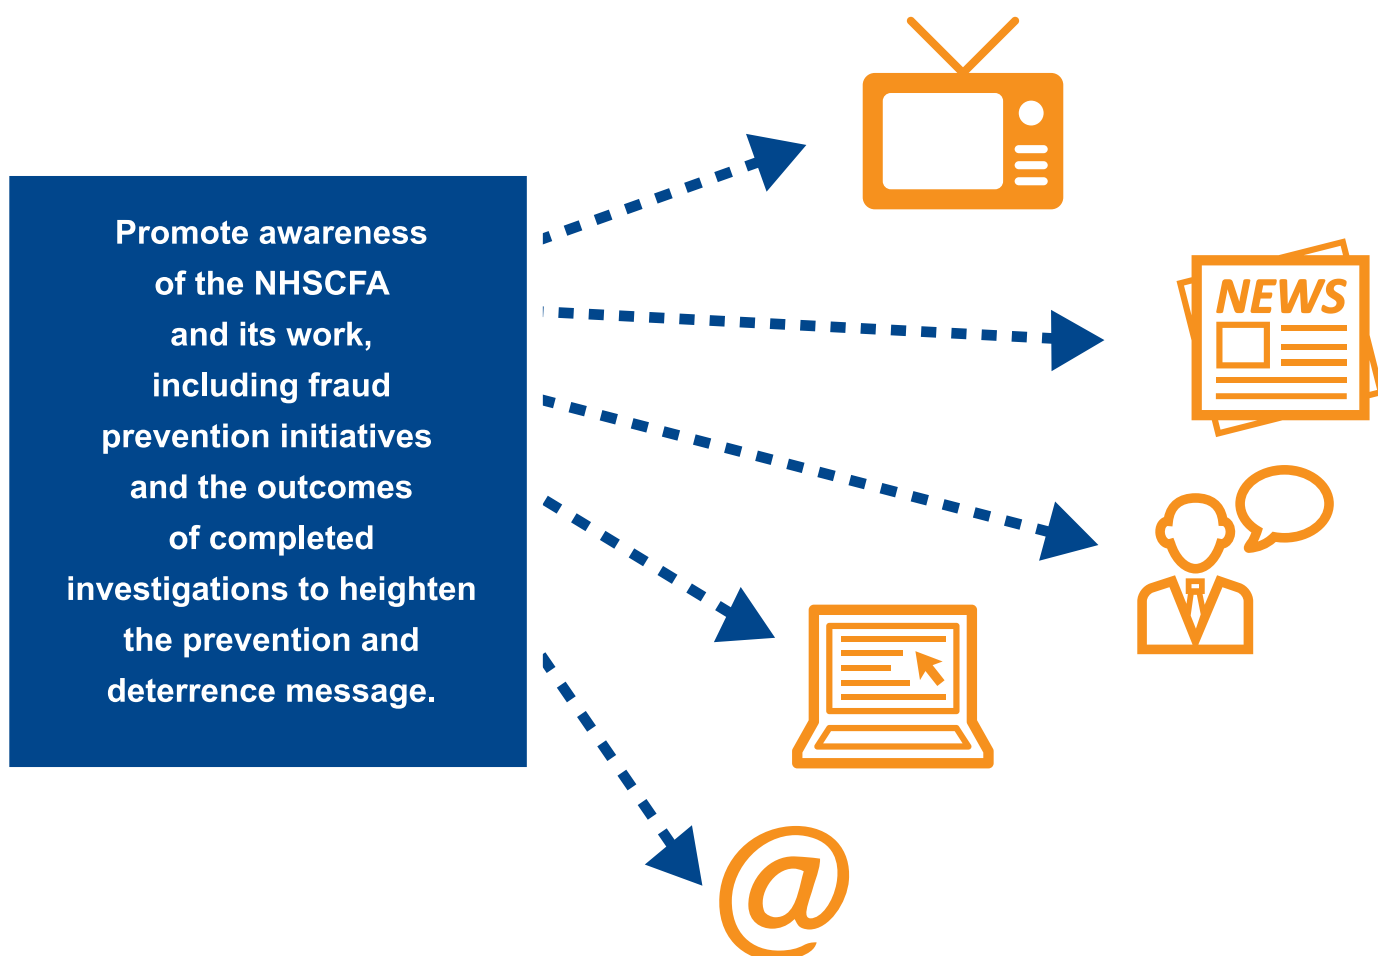 Promote awareness
of the NHSCFA
and its work,
including fraud
prevention initiatives
and the outcomes
of completed
investigations to heighten
the prevention and
deterrence message.
NEWS
@